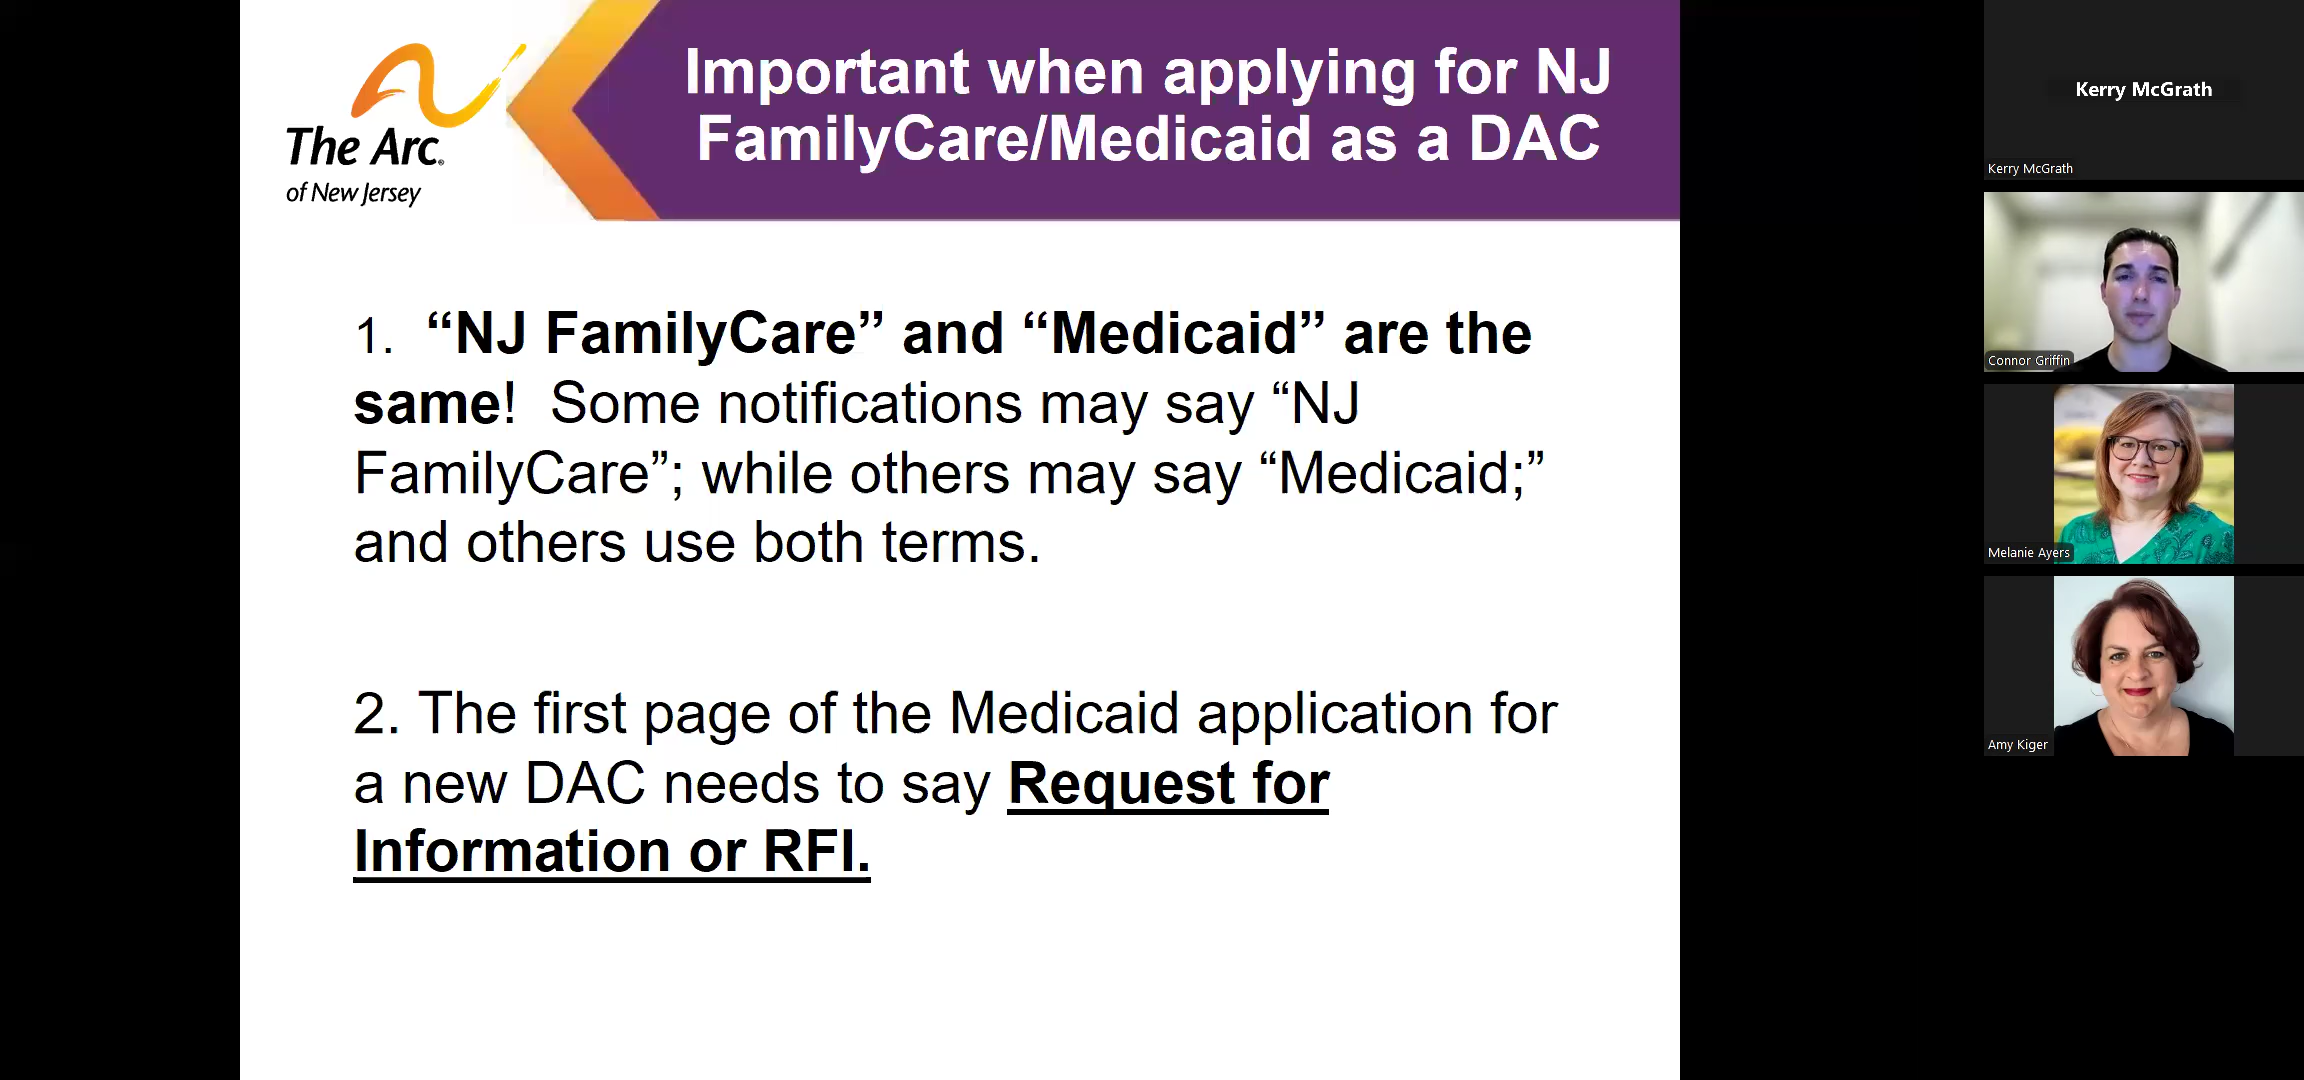 The Arc®
of New Jersey
Important when applying for NJ
FamilyCare/Medicaid as a DAC
1. “NJ FamilyCare” and “Medicaid” are the
same! Some notifications may say “NJ
FamilyCare”; while others may say “Medicaid;”
and others use both terms.
2. The first page of the Medicaid application for
a new DAC needs to say Request for
Information or RFI.
Kerry McGrath
Kerry McGrath
Connor Griffin
Melanie Ayers
Amy Kiger